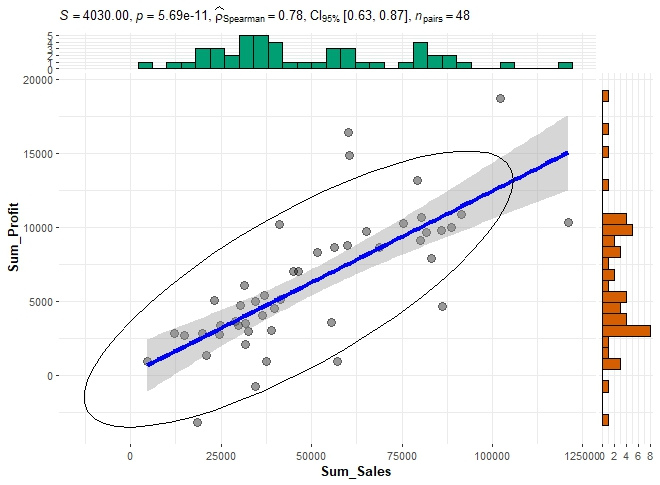 S = 4030.00, p = 5.69e-11, ρ̂Spearman = 0.78, CI95% [0.63, 0.87], npairs = 48
5
4
3
2
1
0
20000
15000
10000
5000
0
Sum_Profit
0 25000 50000 75000 100000 125000
0 2 4 6 8
Sum_Sales